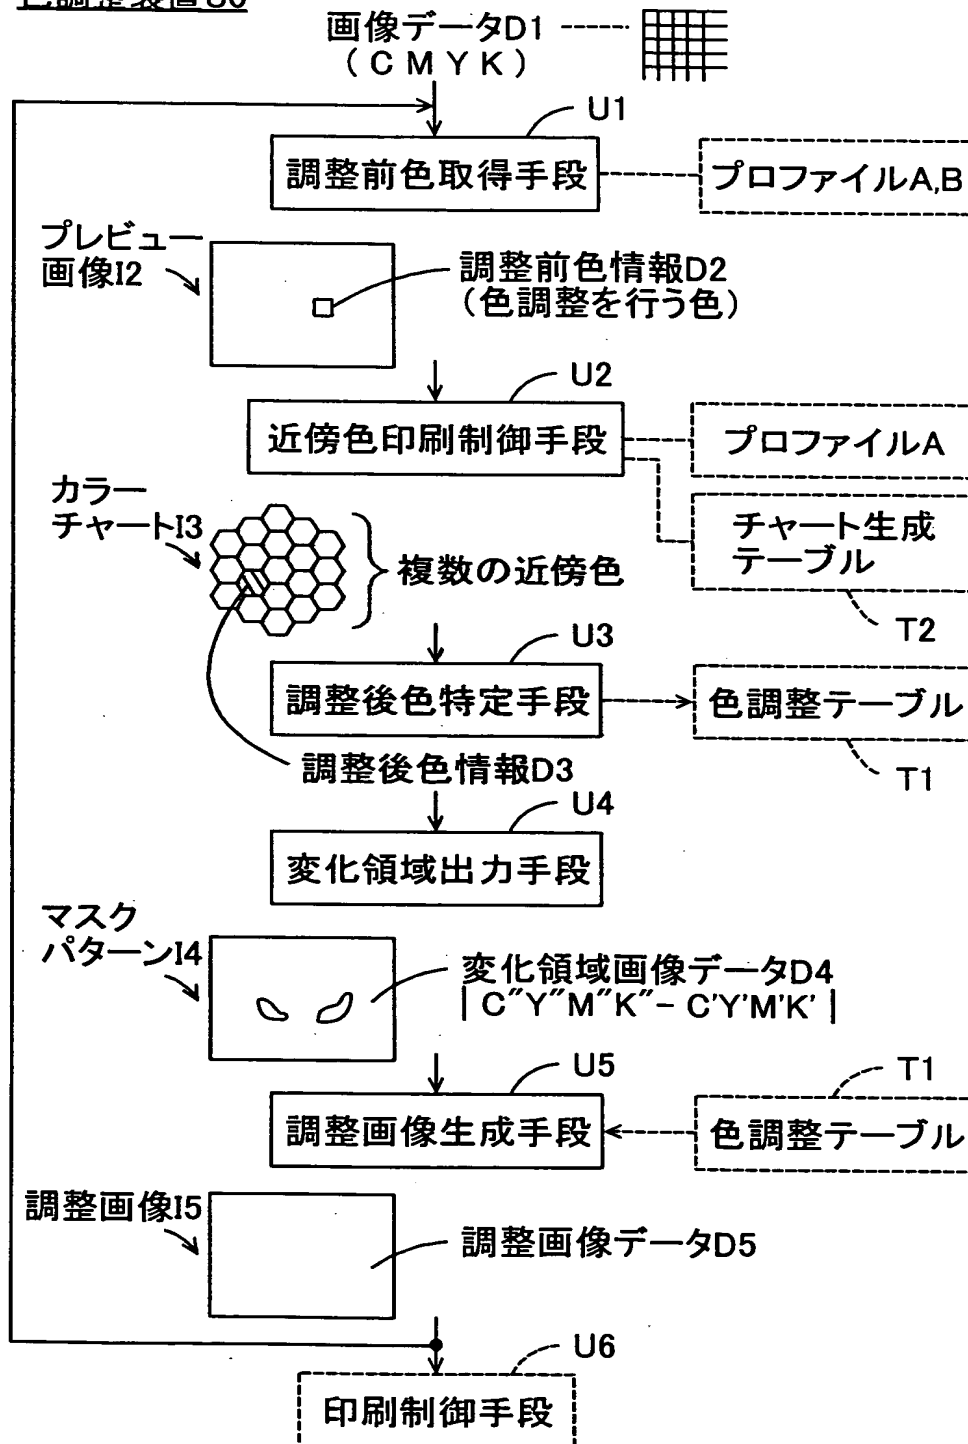 画像データD1
(CMYK)
U1
調整前色取得手段
プロファイルA,B
プレビュー
画像I2
調整前色情報D2
(色調整を行う色)
U2
近傍色印刷制御手段
プロファイルA
カラー
チャートI3
チャート生成
テーブル
複数の近傍色
T2
U3
調整後色特定手段
色調整テーブル
調整後色情報D3
T1
U4
変化領域出力手段
マスク
パターンI4
変化領域画像データD4
| C″Y″M″K″- C'Y'M'K' |
U5
T1
調整画像生成手段
色調整テーブル
調整画像I5
調整画像データD5
U6
印刷制御手段